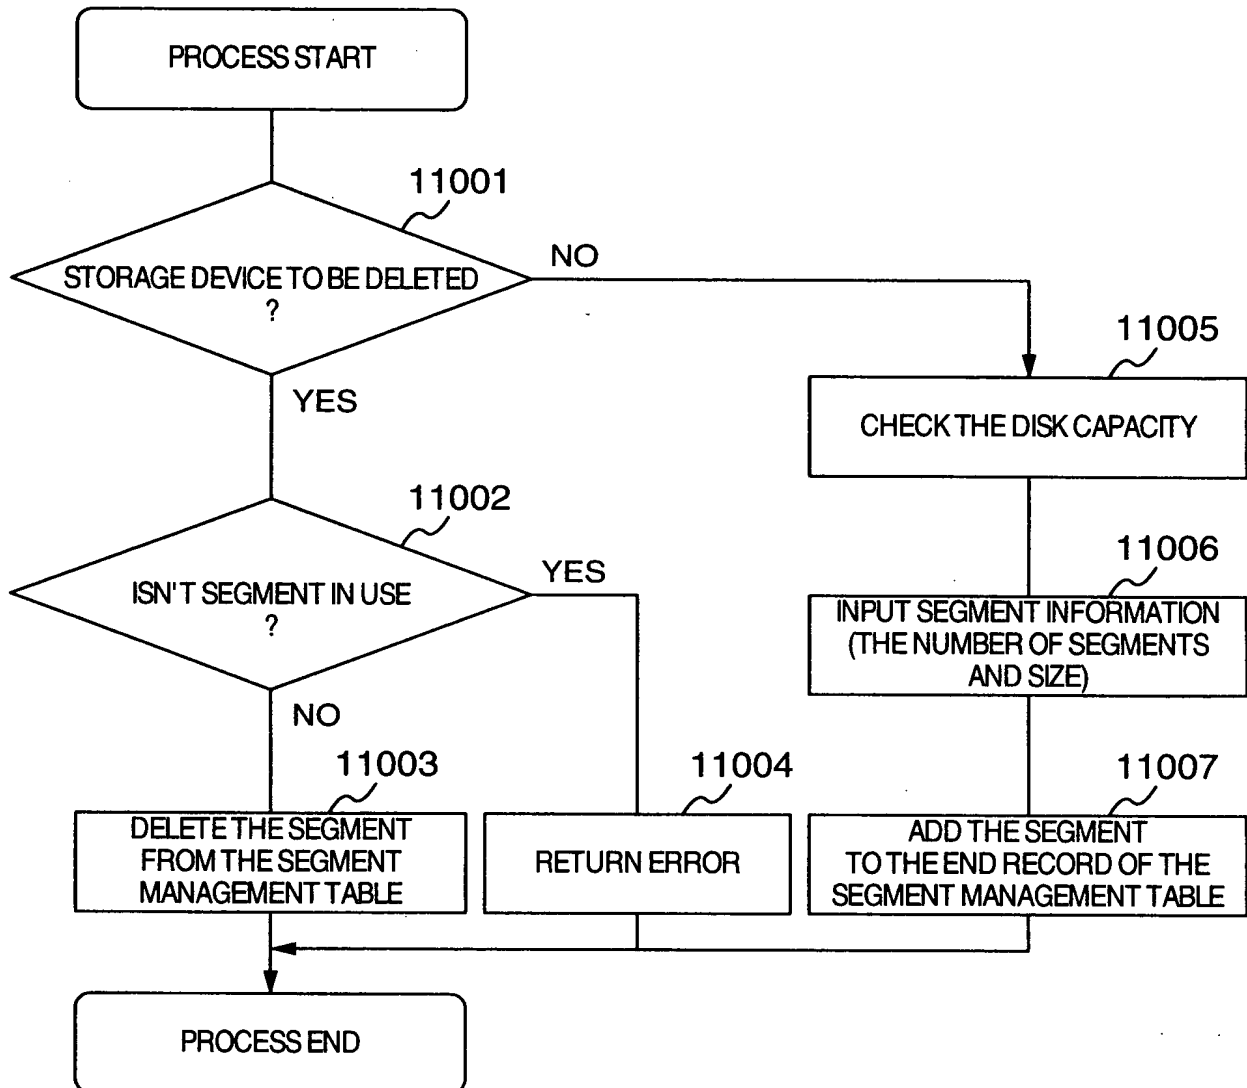 PROCESS START
11001
STORAGE DEVICE TO BE DELETED
?
NO
YES
11005
CHECK THE DISK CAPACITY
11002
ISN'T SEGMENT IN USE
?
YES
NO
11006
INPUT SEGMENT INFORMATION
(THE NUMBER OF SEGMENTS
AND SIZE)
11003
DELETE THE SEGMENT
FROM THE SEGMENT
MANAGEMENT TABLE
11004
RETURN ERROR
11007
ADD THE SEGMENT
TO THE END RECORD OF THE
SEGMENT MANAGEMENT TABLE
PROCESS END